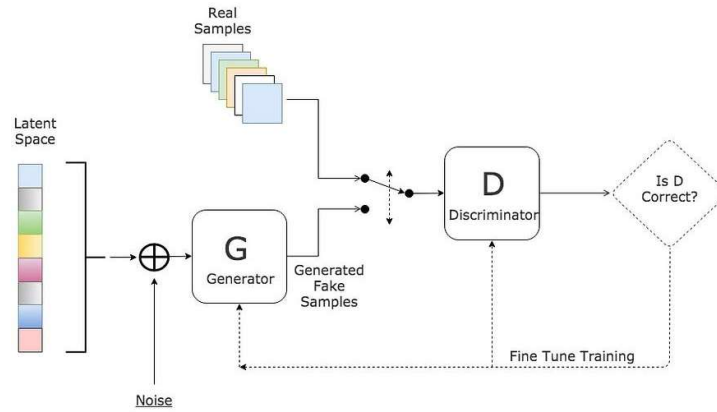 Real
Samples
Latent
Space
Is D
Correct?
D
Discriminator
G
Generator
Generated
Fake
Samples
Fine Tune Training
Noise